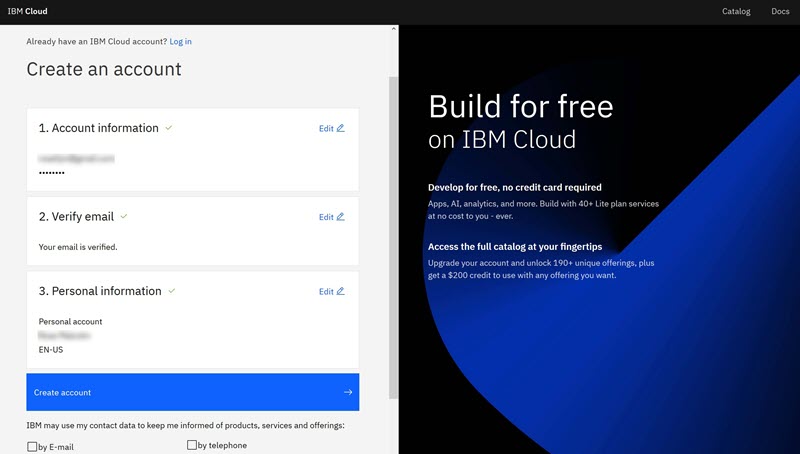 IBM Cloud
Catalog
Docs
Already have an IBM Cloud account? Log in
Create an account
1. Account information
Edit
••••••••
2. Verify email
Edit
Your email is verified.
3. Personal information
Edit
Personal account
EN-US
Create account
IBM may use my contact data to keep me informed of products, services and offerings:
by E-mail
by telephone
Build for free
on IBM Cloud
Develop for free, no credit card required
Apps, AI, analytics, and more. Build with 40+ Lite plan services
at no cost to you - ever.
Access the full catalog at your fingertips
Upgrade your account and unlock 190+ unique offerings, plus
get a $200 credit to use with any offering you want.